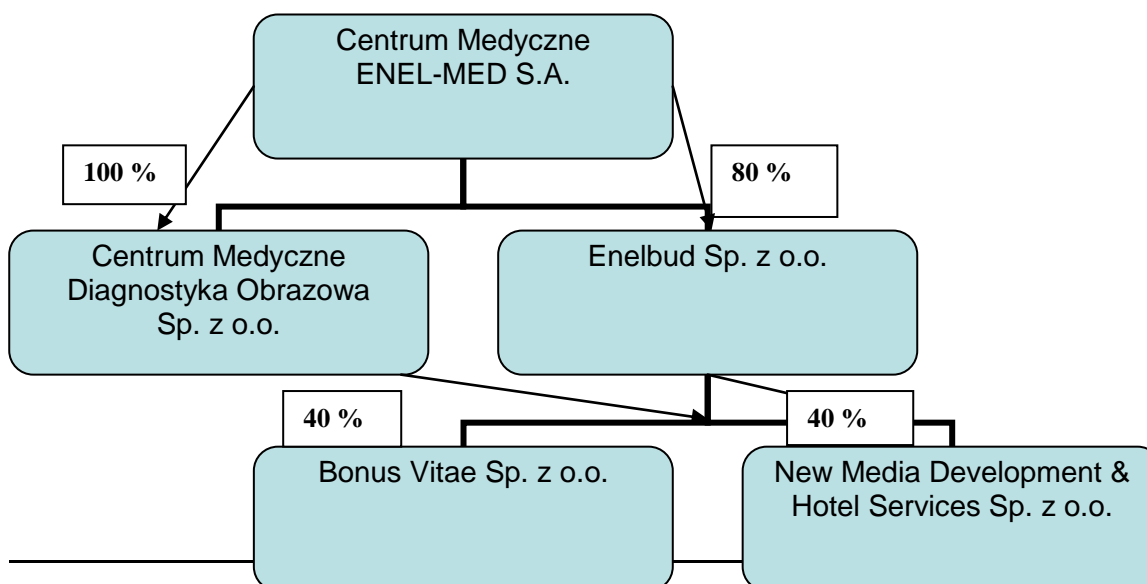 Centrum Medyczne
ENEL-MED S.A.
100 %
80 %
Centrum Medyczne
Diagnostyka Obrazowa
Sp. z o.o.
Enelbud Sp. z o.o.
40 %
40 %
Bonus Vitae Sp. z o.o.
New Media Development &
Hotel Services Sp. z o.o.